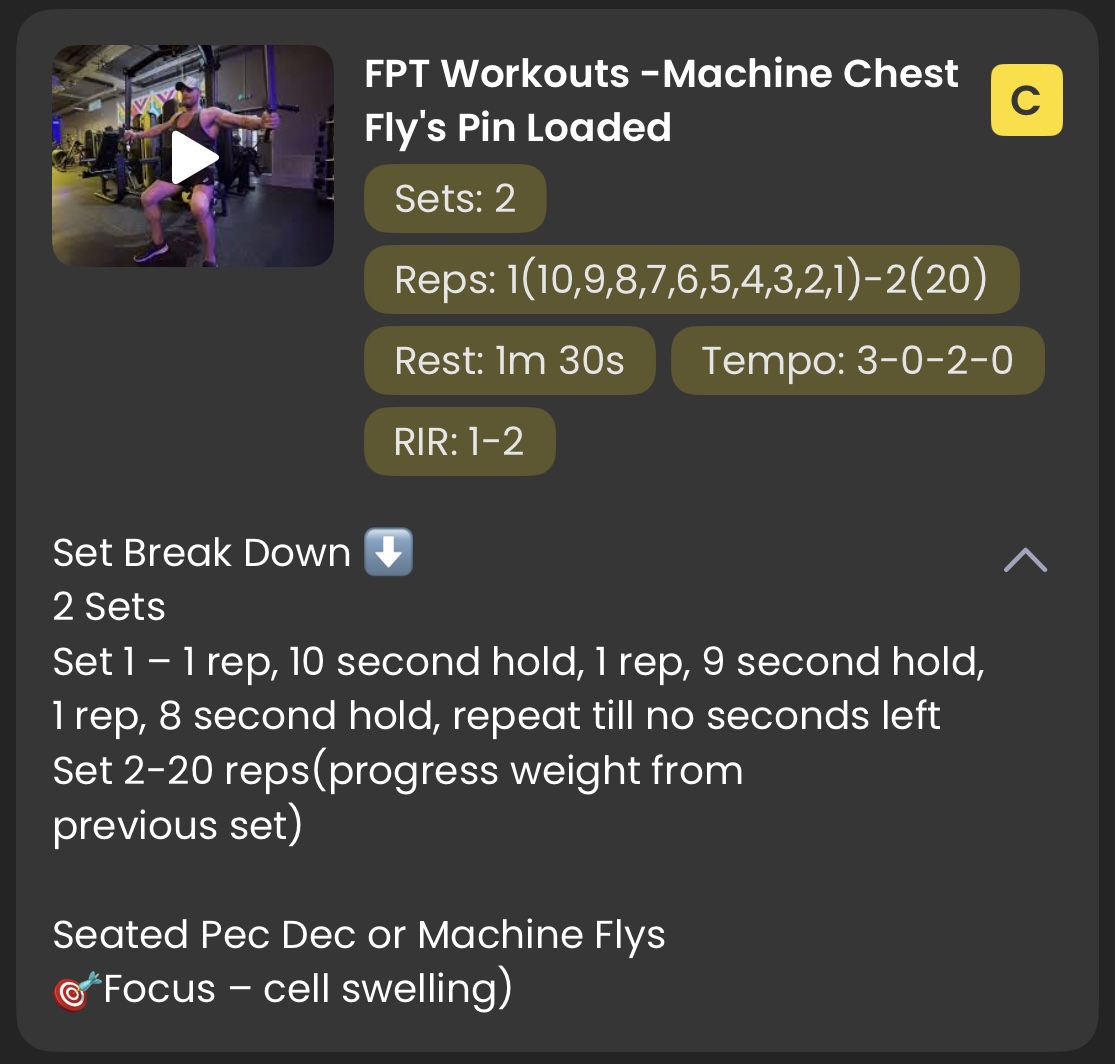 FPT Workouts -Machine Chest
Fly's Pin Loaded
C
Sets: 2
Reps: 1(10,9,8,7,6,5,4,3,2,1)-2(20)
Rest: 1m 30s
Tempo: 3-0-2-0
RIR: 1-2
Set Break Down ⬇️
2 Sets
Set 1 – 1 rep, 10 second hold, 1 rep, 9 second hold,
1 rep, 8 second hold, repeat till no seconds left
Set 2-20 reps(progress weight from
previous set)
Seated Pec Dec or Machine Flys
🎯Focus – cell swelling)